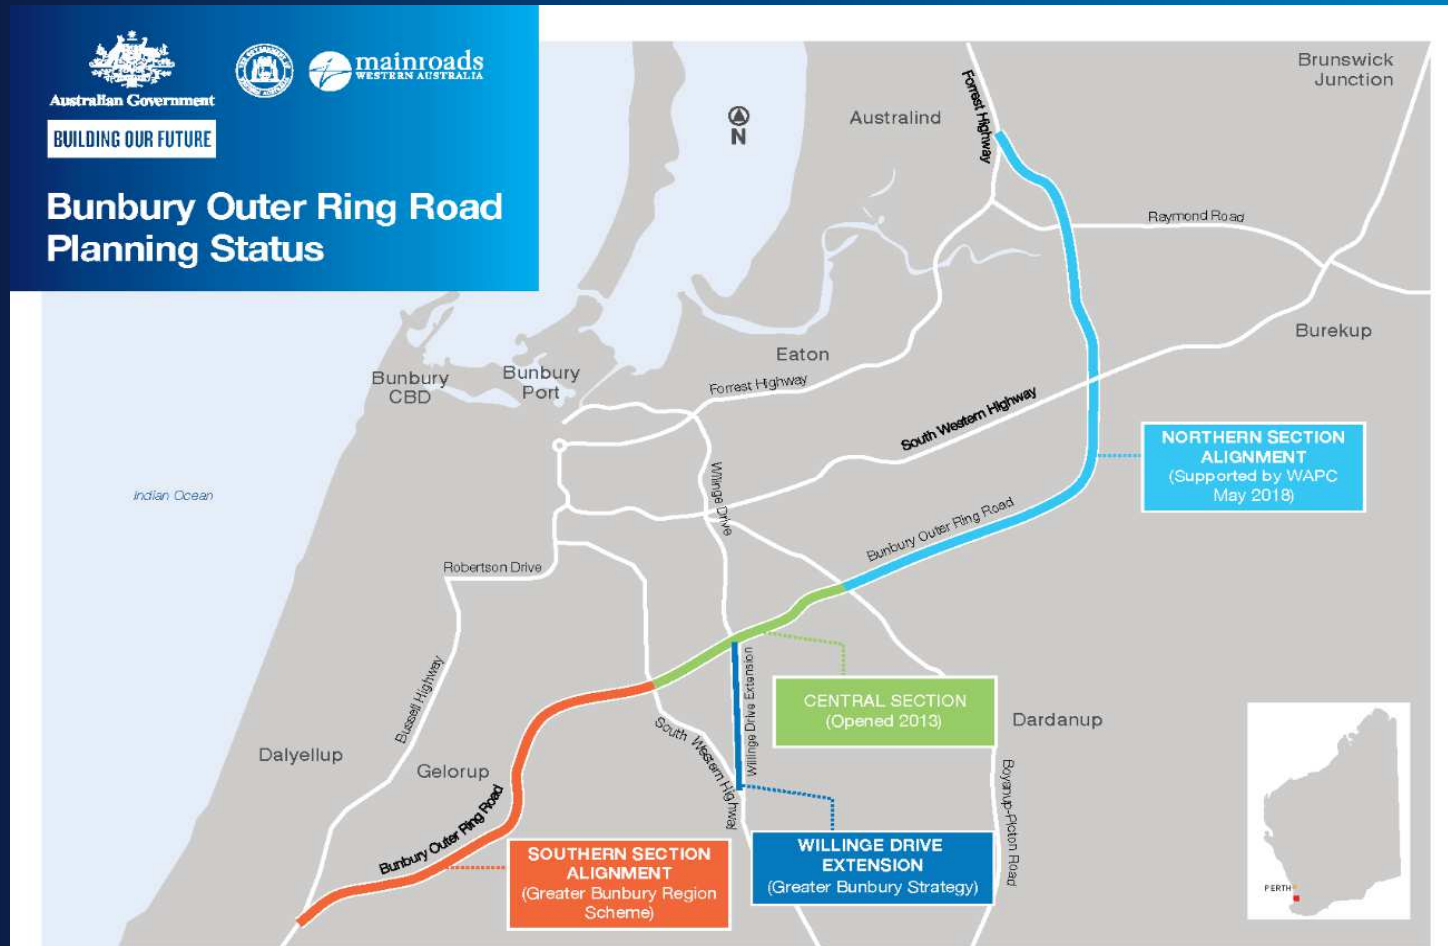 Australian Government
mainroads
WESTERN AUSTRALIA
BUILDING OUR FUTURE
Bunbury Outer Ring Road
Planning Status
N
Brunswick
Junction
Forrest Highway
Australind
Raymond Road
Burekup
Eaton
Bunbury
CBD
Bunbury
Port
Forrest Highway
South Western Highway
NORTHERN SECTION
ALIGNMENT
(Supported by WAPC
May 2018)
Indian Ocean
Willinge Drive
Bunbury Outer Ring Road
Robertson Drive
Bussell Highway
Willinge Drive Extension
CENTRAL SECTION
(Opened 2013)
Dardanup
South Western Highway
Dalyellup
Gelorup
Boyanup-Picton Road
Bunbury Outer Ring Road
SOUTHERN SECTION
ALIGNMENT
(Greater Bunbury Region
Scheme)
WILLINGE DRIVE
EXTENSION
(Greater Bunbury Strategy)
PERTH